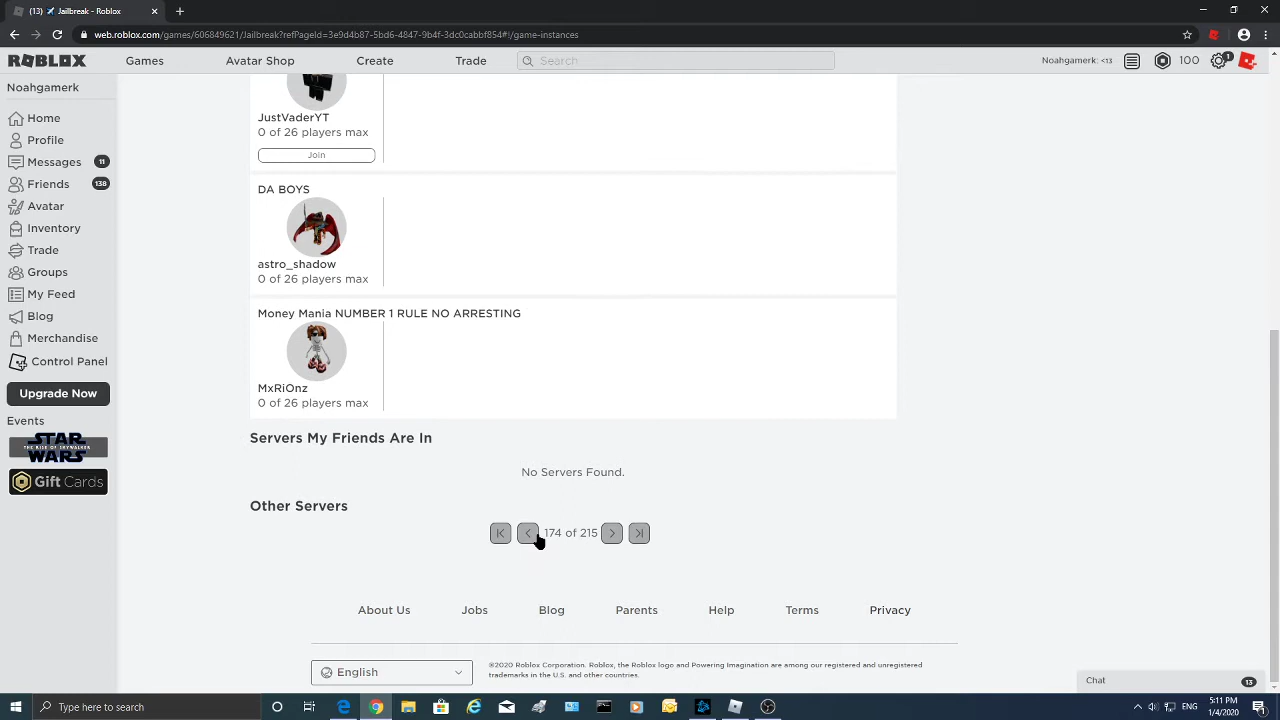 (13) Jailbreak
web.roblox.com/games/606849621/Jailbreak?refPageId=3e9d4b87-5bd6-4847-9b4f-3dc0cabbf854#!/game-instances
ROBLOX
Games
Avatar Shop
Create
Trade
Search
Noahgamerk: <13
100
1
Noahgamerk
Home
Profile
Messages 11
Friends 138
Avatar
Inventory
Trade
Groups
My Feed
Blog
Merchandise
Control Panel
Upgrade Now
Events
STAR
THE RISE OF SKYWALKER
WARS
Gift Cards
JustVaderYT
0 of 26 players max
Join
DA BOYS
astro_shadow
0 of 26 players max
Money Mania NUMBER 1 RULE NO ARRESTING
MxRiOnz
0 of 26 players max
Servers My Friends Are In
No Servers Found.
Other Servers
174 of 215
About Us
Jobs
Blog
Parents
Help
Terms
Privacy
English
©2020 Roblox Corporation. Roblox, the Roblox logo and Powering Imagination are among our registered and unregistered
trademarks in the U.S. and other countries.
Chat
13
Type here to search
5:11 PM
1/4/2020